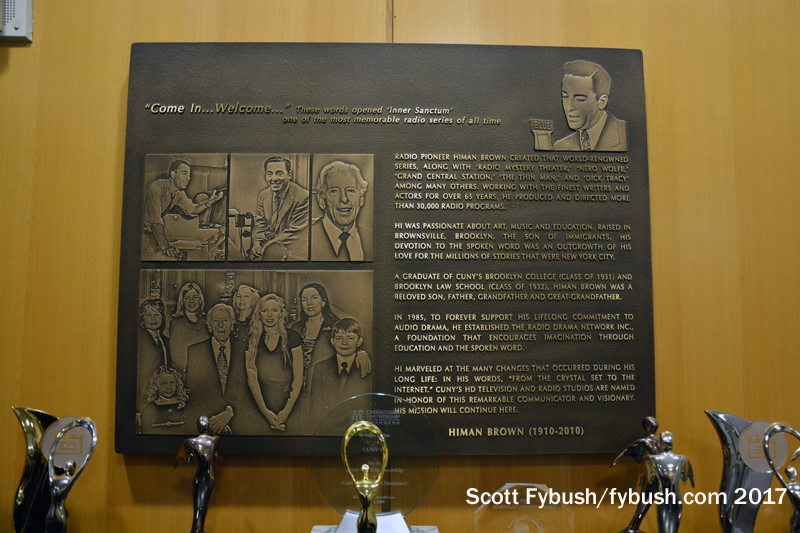 "Come In...Welcome..." These words opened 'Inner Sanctum'
one of the most memorable radio series of all time
BLUE
RADIO PIONEER HIMAN BROWN CREATED THAT WORLD-RENOWNED
SERIES, ALONG WITH 'RADIO MYSTERY THEATER,' 'NERO WOLFE,'
'GRAND CENTRAL STATION,' 'THE THIN MAN,' AND 'DICK TRACY'
AMONG MANY OTHERS. WORKING WITH THE FINEST WRITERS AND
ACTORS FOR OVER 65 YEARS, HE PRODUCED AND DIRECTED MORE
THAN 30,000 RADIO PROGRAMS.
HI WAS PASSIONATE ABOUT ART, MUSIC AND EDUCATION. RAISED IN
BROWNSVILLE, BROOKLYN, THE SON OF IMMIGRANTS, HIS
DEVOTION TO THE SPOKEN WORD WAS AN OUTGROWTH OF HIS
LOVE FOR THE MILLIONS OF STORIES THAT WERE NEW YORK CITY.
A GRADUATE OF CUNY'S BROOKLYN COLLEGE (CLASS OF 1931) AND
BROOKLYN LAW SCHOOL (CLASS OF 1932), HIMAN BROWN WAS A
BELOVED SON, FATHER, GRANDFATHER AND GREAT-GRANDFATHER.
IN 1985, TO FOREVER SUPPORT HIS LIFELONG COMMITMENT TO
AUDIO DRAMA, HE ESTABLISHED THE RADIO DRAMA NETWORK INC.,
A FOUNDATION THAT ENCOURAGES IMAGINATION THROUGH
EDUCATION AND THE SPOKEN WORD.
HI MARVELED AT THE MANY CHANGES THAT OCCURRED DURING HIS
LONG LIFE: IN HIS WORDS, "FROM THE CRYSTAL SET TO THE
INTERNET." CUNY'S HD TELEVISION AND RADIO STUDIOS ARE NAMED
IN HONOR OF THIS REMARKABLE COMMUNICATOR AND VISIONARY.
HIS MISSION WILL CONTINUE HERE.
HIMAN BROWN (1910-2010)
CHINATOWN
PARTNERSHIP
Scott Fybush/fybush.com 2017